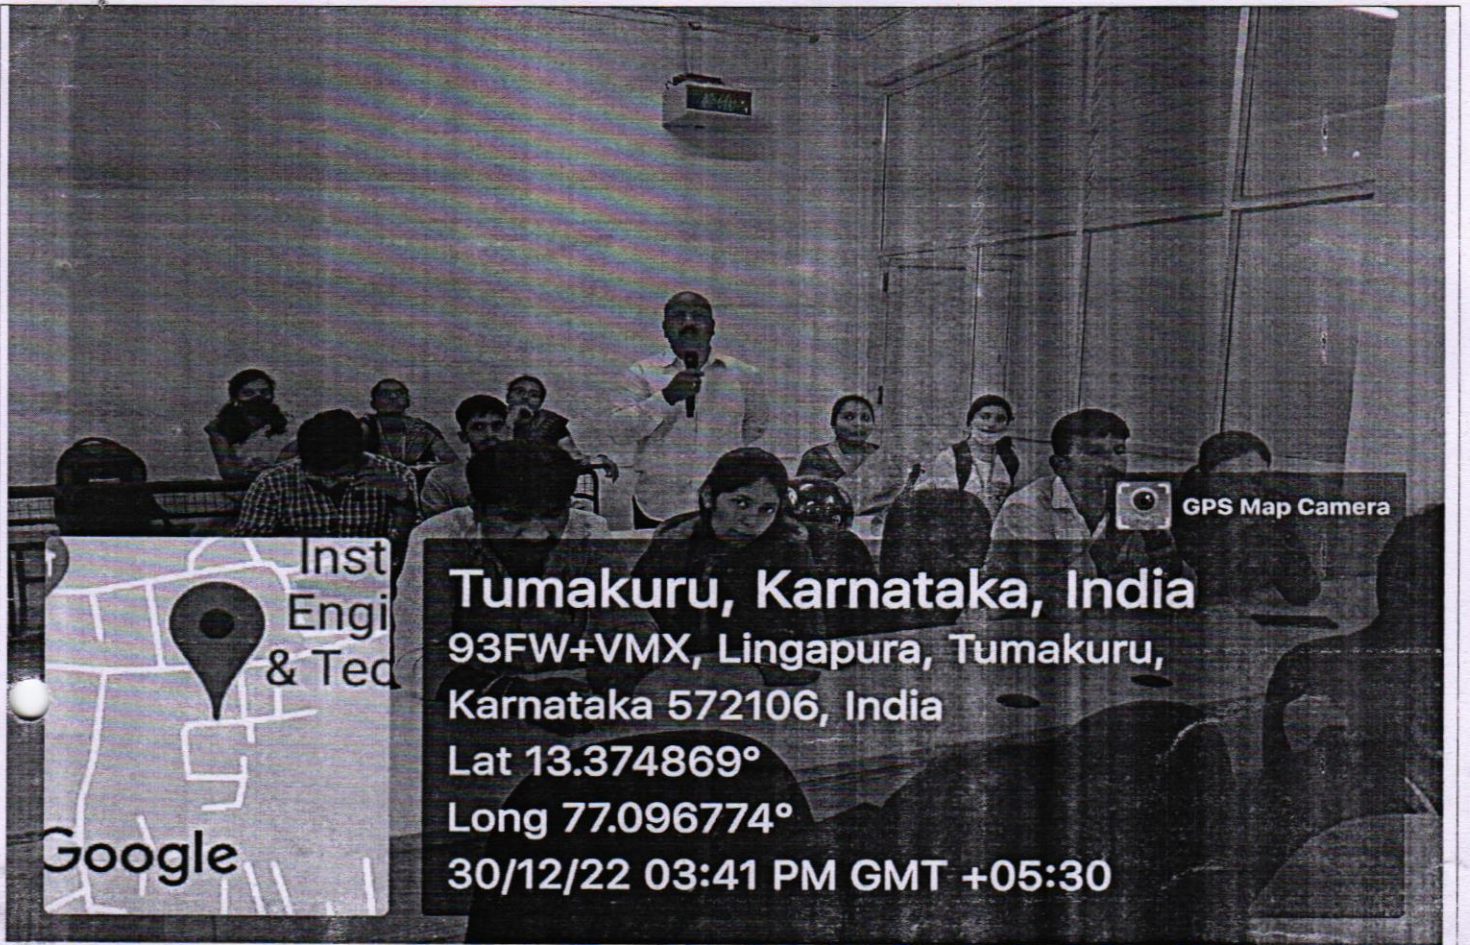 GPS Map Camera
Inst
Engi
& Tec
Google
Tumakuru, Karnataka, India
93FW+VMX, Lingapura, Tumakuru,
Karnataka 572106, India
Lat 13.374869°
Long 77.096774°
30/12/22 03:41 PM GMT +05:30